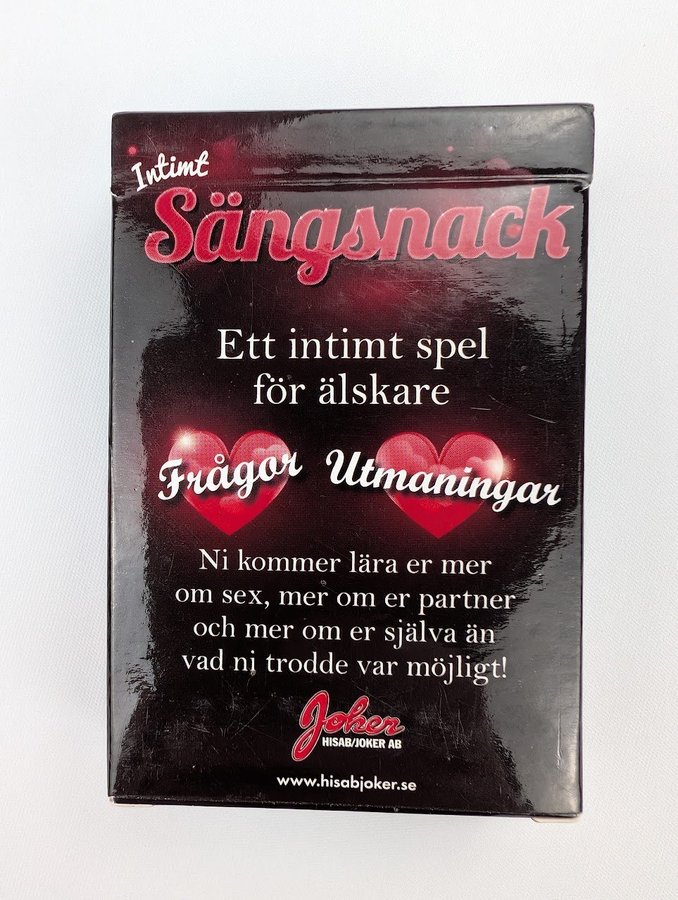 Intimt
Sängsnack
Ett intimt spel
för älskare
Frågor Utmaningar
Ni kommer lära er mer
om sex, mer om er partner
och mer om er själva än
vad ni trodde var möjligt!
Joker
HISAB/JOKER AB
www.hisabjoker.se